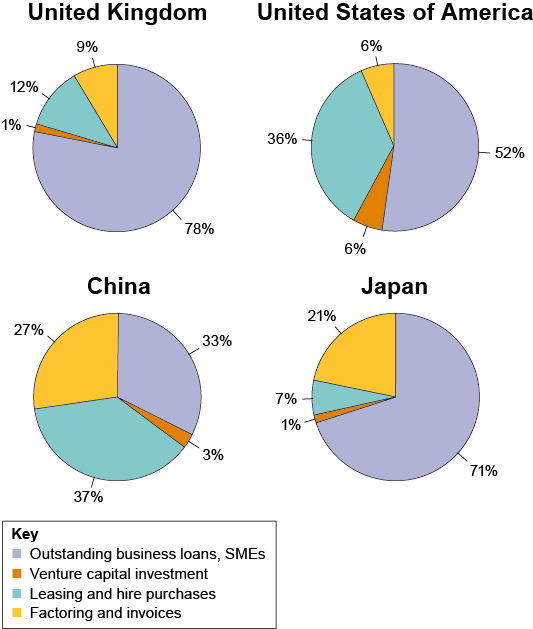 United Kingdom
9%
12%
1%
78%
United States of America
6%
36%
52%
6%
China
27%
33%
3%
37%
Japan
21%
7%
1%
71%
Key
Outstanding business loans, SMEs
Venture capital investment
Leasing and hire purchases
Factoring and invoices